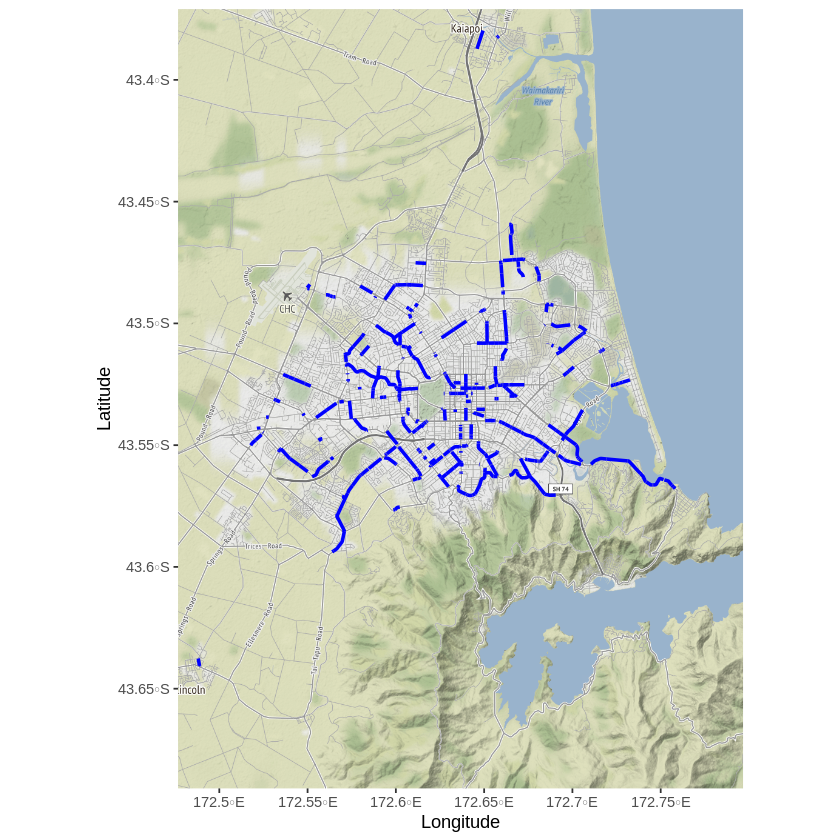 Kaiapoi
Tram—Road
43.4◦S
Waimakariri
River
43.45◦S
Pound—Road
CHC
43.5◦S
Pound—Road
Latitude
Road
43.55◦S
SH 74
Springs—Road
Trices—Road
43.6◦S
Springs—Road
Ellesmere—Road
Tai—Tapu—Road
43.65◦S
incoln
172.5◦E
172.55◦E
172.6◦E
172.65◦E
172.7◦E
172.75◦E
Longitude